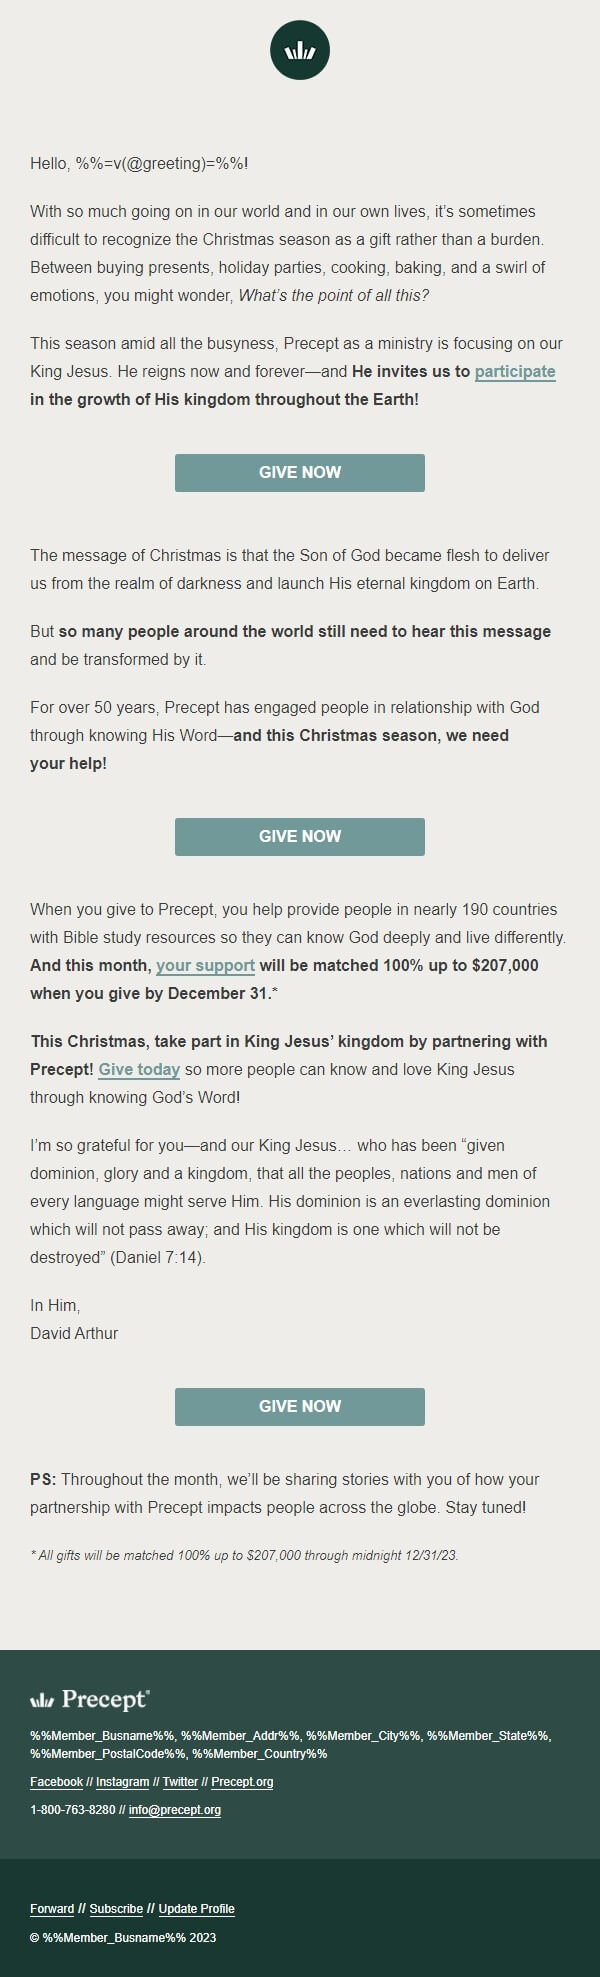 Hello, %%=v(@greeting)=%%!
With so much going on in our world and in our own lives, it's sometimes
difficult to recognize the Christmas season as a gift rather than a burden.
Between buying presents, holiday parties, cooking, baking, and a swirl of
emotions, you might wonder, What's the point of all this?
This season amid all the busyness, Precept as a ministry is focusing on our
King Jesus. He reigns now and forever—and He invites us to participate
in the growth of His kingdom throughout the Earth!
GIVE NOW
The message of Christmas is that the Son of God became flesh to deliver
us from the realm of darkness and launch His eternal kingdom on Earth.
But so many people around the world still need to hear this message
and be transformed by it.
For over 50 years, Precept has engaged people in relationship with God
through knowing His Word—and this Christmas season, we need
your help!
GIVE NOW
When you give to Precept, you help provide people in nearly 190 countries
with Bible study resources so they can know God deeply and live differently.
And this month, your support will be matched 100% up to $207,000
when you give by December 31.*
This Christmas, take part in King Jesus' kingdom by partnering with
Precept! Give today so more people can know and love King Jesus
through knowing God's Word!
I'm so grateful for you—and our King Jesus… who has been “given
dominion, glory and a kingdom, that all the peoples, nations and men of
every language might serve Him. His dominion is an everlasting dominion
which will not pass away; and His kingdom is one which will not be
destroyed” (Daniel 7:14).
In Him,
David Arthur
GIVE NOW
PS: Throughout the month, we'll be sharing stories with you of how your
partnership with Precept impacts people across the globe. Stay tuned!
* All gifts will be matched 100% up to $207,000 through midnight 12/31/23.
Precept®
%%Member_Busname%%, %%Member_Addr%%, %%Member_City%%, %%Member_State%%,
%%Member_PostalCode%%, %%Member_Country%%
Facebook // Instagram // Twitter // Precept.org
1-800-763-8280 // info@precept.org
Forward // Subscribe // Update Profile
© %%Member_Busname%% 2023